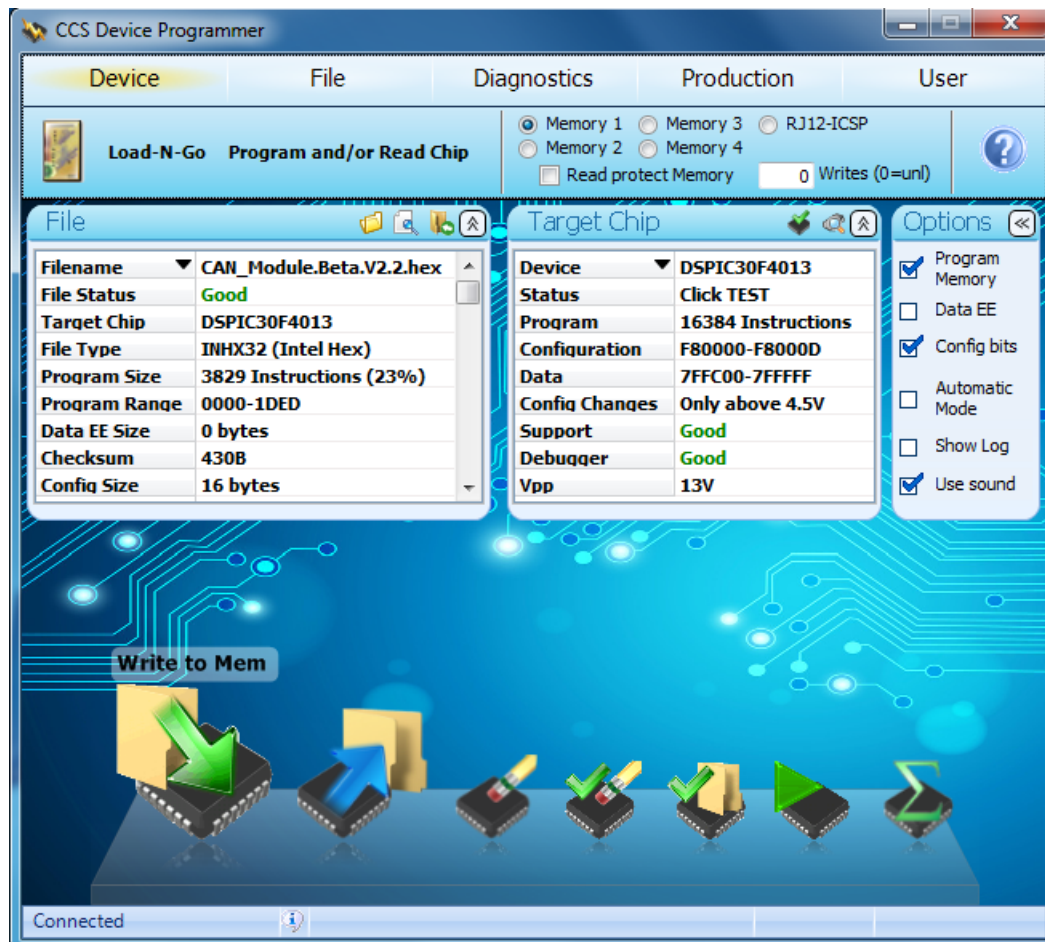 CCS Device Programmer
Device File Diagnostics Production User
Load-N-Go Program and/or Read Chip
Memory 1 Memory 3 RJ12-ICSP
Memory 2 Memory 4
Read protect Memory 0 Writes (0=unl)
File
Filename CAN_Module.Beta.V2.2.hex
File Status Good
Target Chip DSPIC30F4013
File Type INHX32 (Intel Hex)
Program Size 3829 Instructions (23%)
Program Range 0000-1DED
Data EE Size 0 bytes
Checksum 430B
Config Size 16 bytes
Target Chip
Device DSPIC30F4013
Status Click TEST
Program 16384 Instructions
Configuration F80000-F8000D
Data 7FFC00-7FFFFF
Config Changes Only above 4.5V
Support Good
Debugger Good
Vpp 13V
Options
Program
Memory
Data EE
Config bits
Automatic
Mode
Show Log
Use sound
Write to Mem
Connected